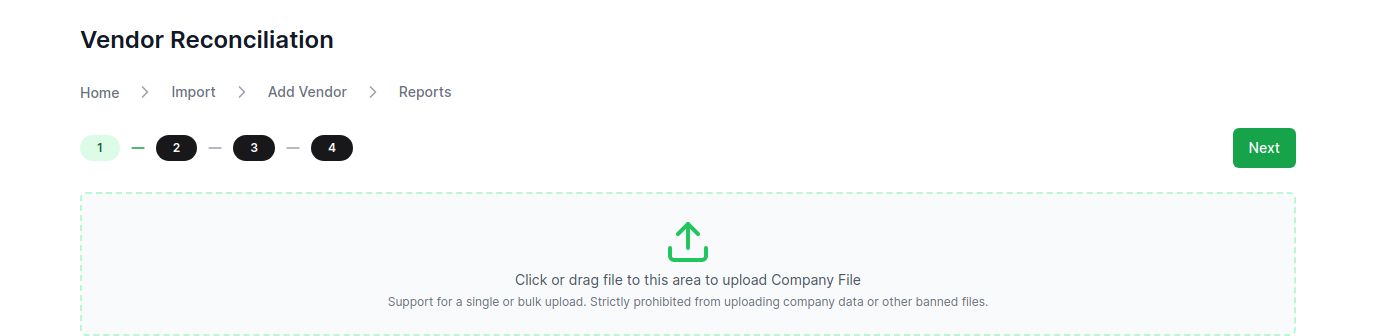 Vendor Reconciliation
Home Import Add Vendor Reports
1 2 3 4 Next
Click or drag file to this area to upload Company File
Support for a single or bulk upload. Strictly prohibited from uploading company data or other banned files.